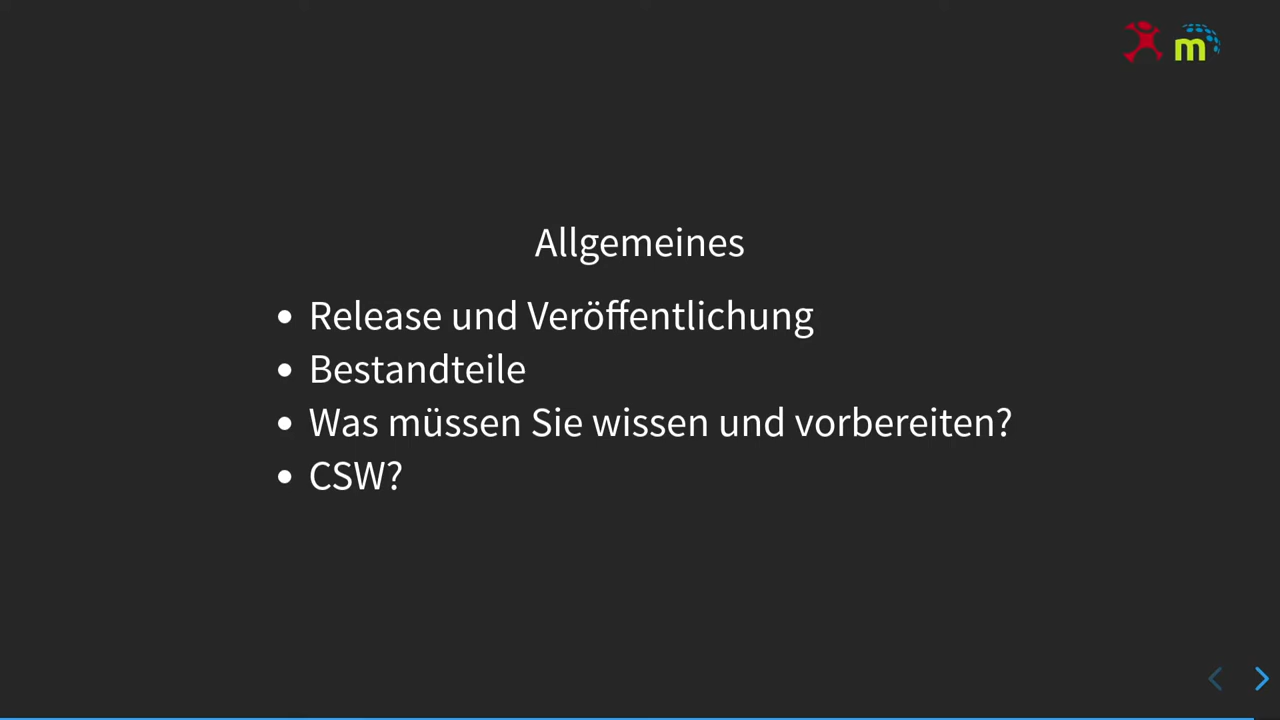 m
Allgemeines
• Release und Veröffentlichung
• Bestandteile
• Was müssen Sie wissen und vorbereiten?
• CSW?